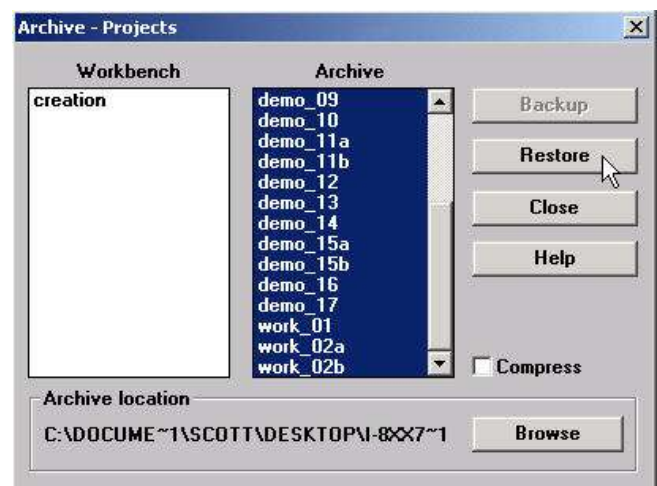 Archive - Projects
Workbench
Archive
creation
demo_09
demo_10
demo_11a
demo_11b
demo_12
demo_13
demo_14
demo_15a
demo_15b
demo_16
demo_17
work_01
work_02a
work_02b
Backup
Restore
Close
Help
Compress
Archive location
C:\DOCUME~1\SCOTT\DESKTOP\I-8XX7~1
Browse